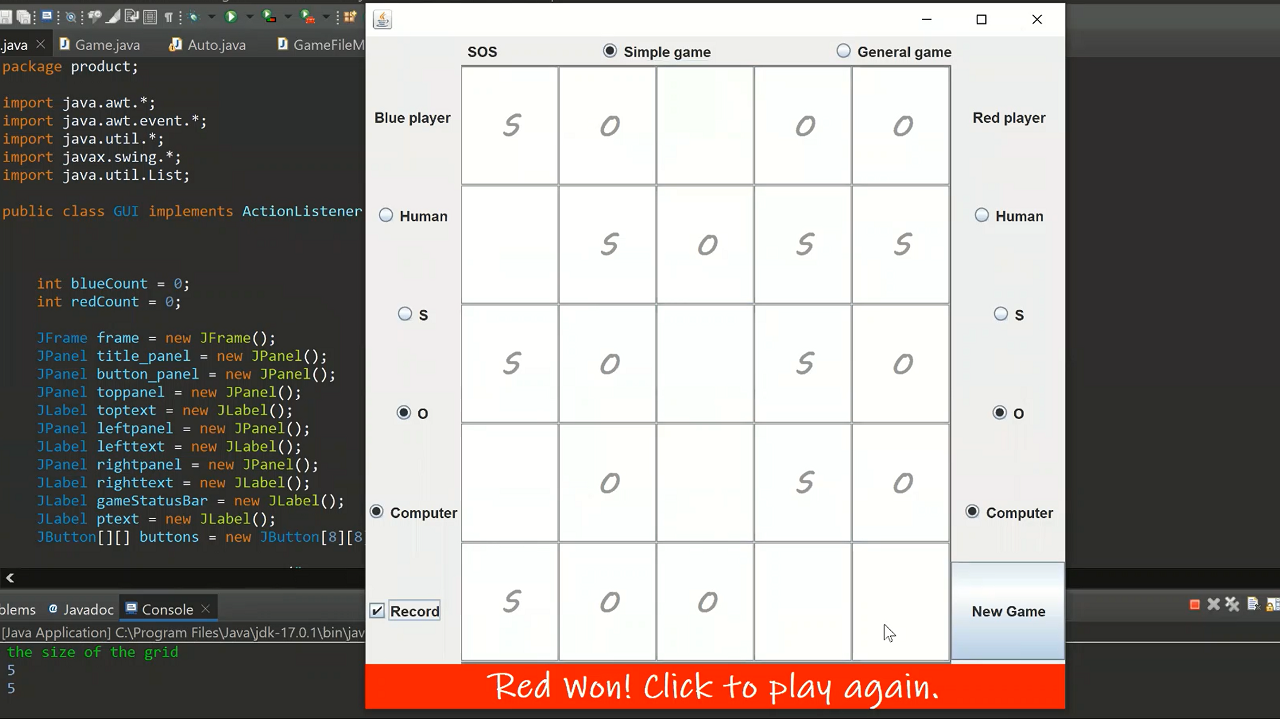 .java
Game.java
Auto.java
GameFileM
package product;
import java.awt.*;
import java.awt.event.*;
import java.util.*;
import javax.swing.*;
import java.util.List;
public class GUI implements ActionListener
int blueCount = 0;
int redCount = 0;
JFrame frame = new JFrame();
JPanel title_panel = new JPanel();
JPanel button_panel = new JPanel();
JPanel toppanel = new JPanel();
JLabel toptext = new JLabel();
JPanel leftpanel = new JPanel();
JLabel lefttext = new JLabel();
JPanel rightpanel = new JPanel();
JLabel righttext = new JLabel();
JLabel gameStatusBar = new JLabel();
JLabel ptext = new JLabel();
JButton[][] buttons = new JButton[8][8
oblems
Javadoc
Console
[Java Application] C:\Program Files\Java\jdk-17.0.1\bin\jav
the size of the grid
5
5
SOS
Simple game
General game
Blue player
Human
S
O
Computer
Record
S O O O
S O S S
S O S O
O S O
S O O
Red player
Human
S
O
Computer
New Game
Red Won! Click to play again.